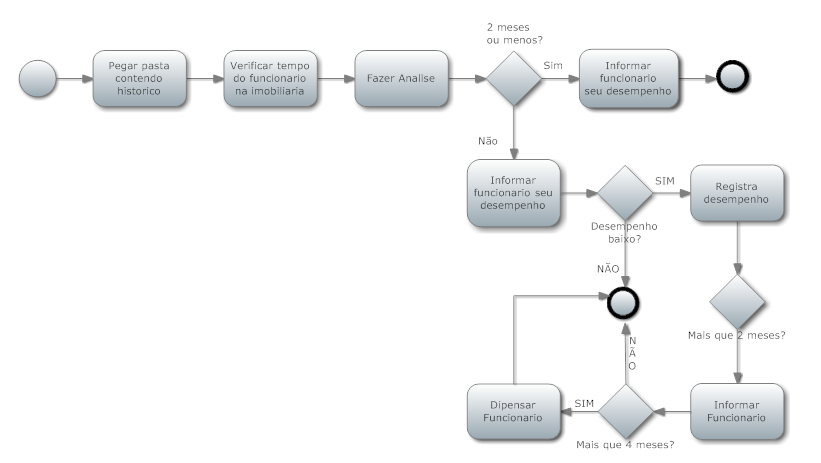 2 meses
ou menos?
Pegar pasta
contendo
historico
Verificar tempo
do funcionario
na imobiliaria
Fazer Analise
Sim
Informar
funcionario
seu desempenho
Não
Informar
funcionario seu
desempenho
SIM
Registra
desempenho
Desempenho
baixo?
NÃO
Mais que 2 meses?
N
Ã
O
Dipensar
Funcionario
SIM
Informar
Funcionario
Mais que 4 meses?